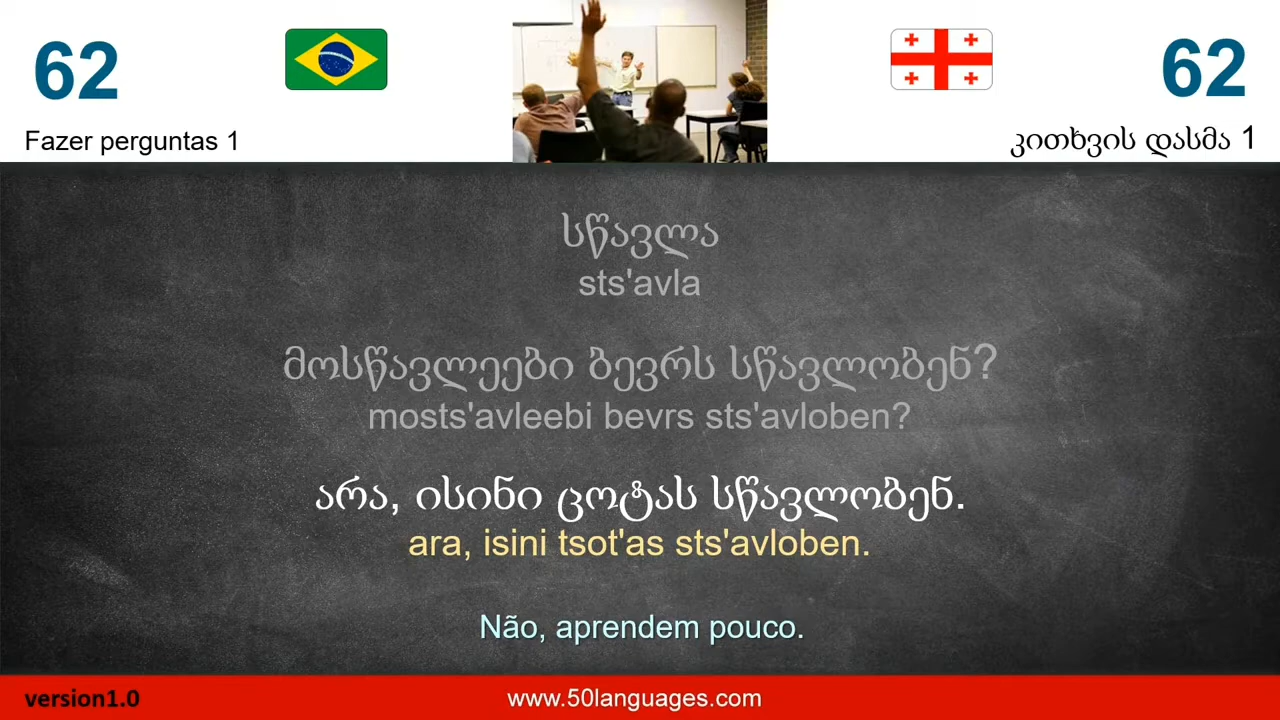 62
62
Fazer perguntas 1
კითხვის დასმა 1
სწავლა
sts'avla
მოსწავლეები ბევრს სწავლობენ?
mosts'avleebi bevrs sts'avloben?
არა, ისინი ცოტას სწავლობენ.
ara, isini tsot'as sts'avloben.
Não, aprendem pouco.
version1.0
www.50languages.com